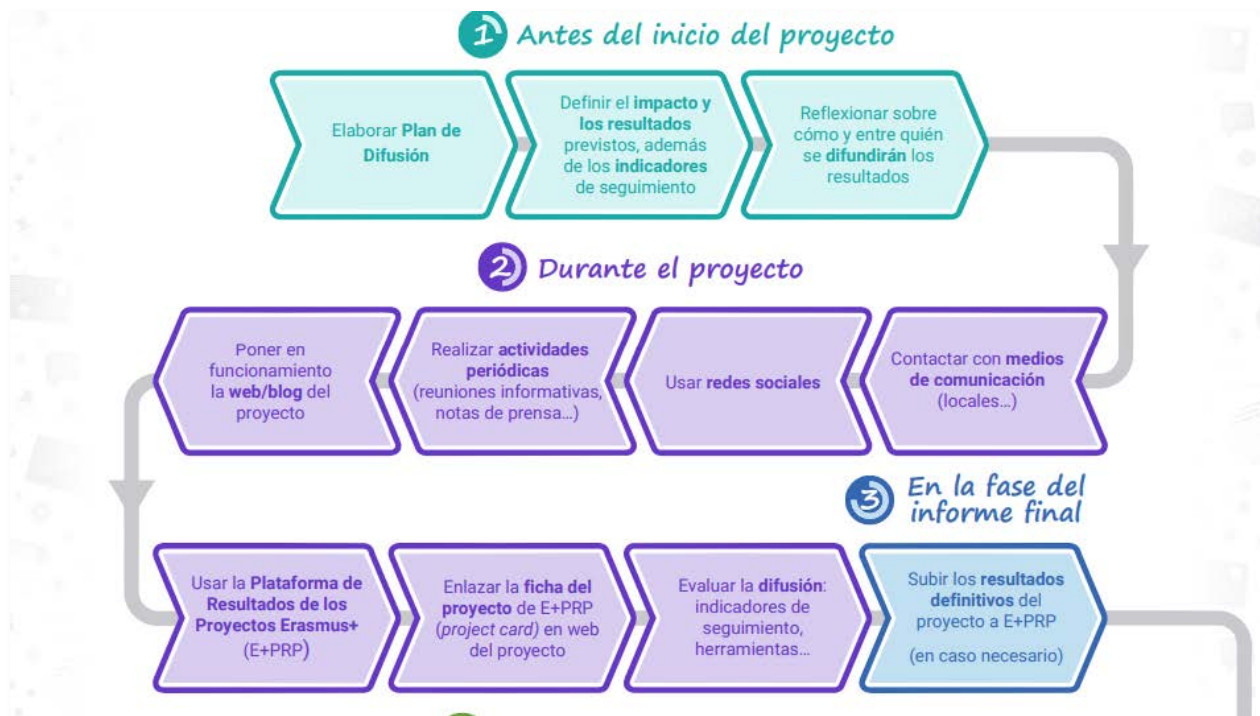 1 Antes del inicio del proyecto
Elaborar Plan de
Difusión
Definir el impacto y
los resultados
previstos, además
de los indicadores
de seguimiento
Reflexionar sobre
cómo y entre quién
se difundirán los
resultados
2 Durante el proyecto
Contactar con medios
de comunicación
(locales...)
Usar redes sociales
Realizar actividades
periódicas
(reuniones informativas,
notas de prensa...)
Poner en
funcionamiento
la web/blog del
proyecto
Usar la Plataforma de
Resultados de los
Proyectos Erasmus+
(E+PRP)
Enlazar la ficha del
proyecto de E+PRP
(project card) en web
del proyecto
Evaluar la difusión:
indicadores de
seguimiento,
herramientas...
3 En la fase del
informe final
Subir los resultados
definitivos del
proyecto a E+PRP
(en caso necesario)